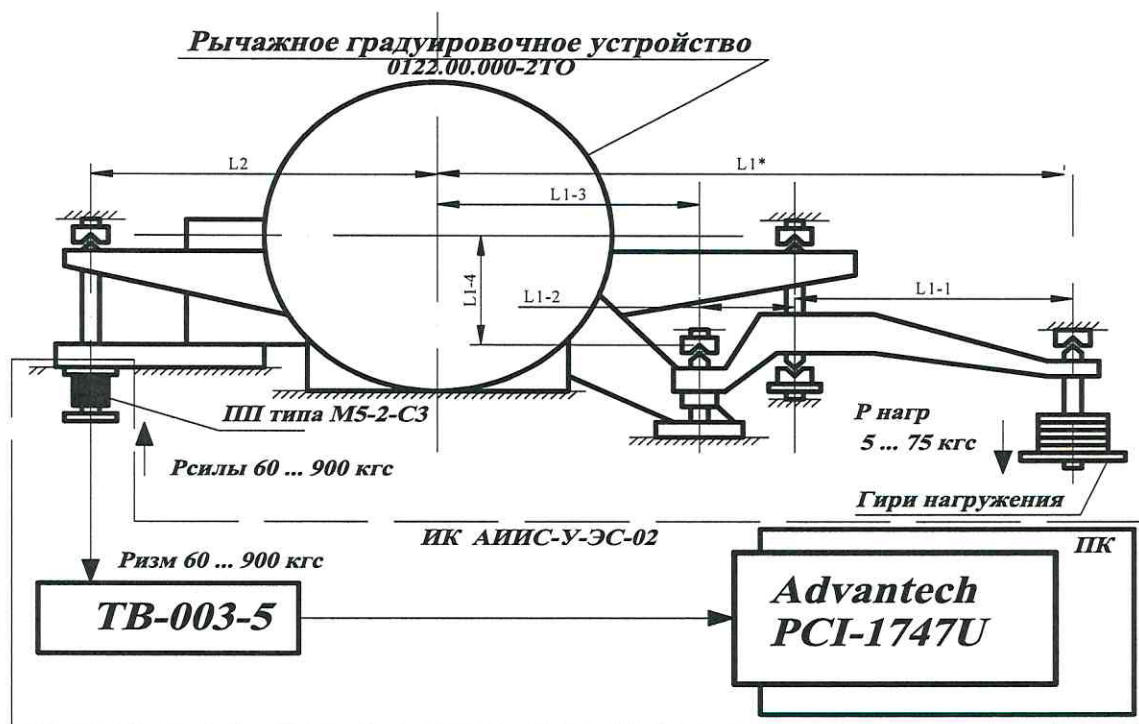 Рычажное градуировочное устройство
0122.00.000-2ТО
L2
L1*
L1-3
L1-4
L1-2
L1-1
ПП типа М5-2-С3
Р нагр
5 ... 75 кгс
Рсилы 60 ... 900 кгс
Гири нагружения
ИК АИИС-У-ЭС-02
Ризм 60 ... 900 кгс
ПК
ТВ-003-5
Advantech
PCI-1747U